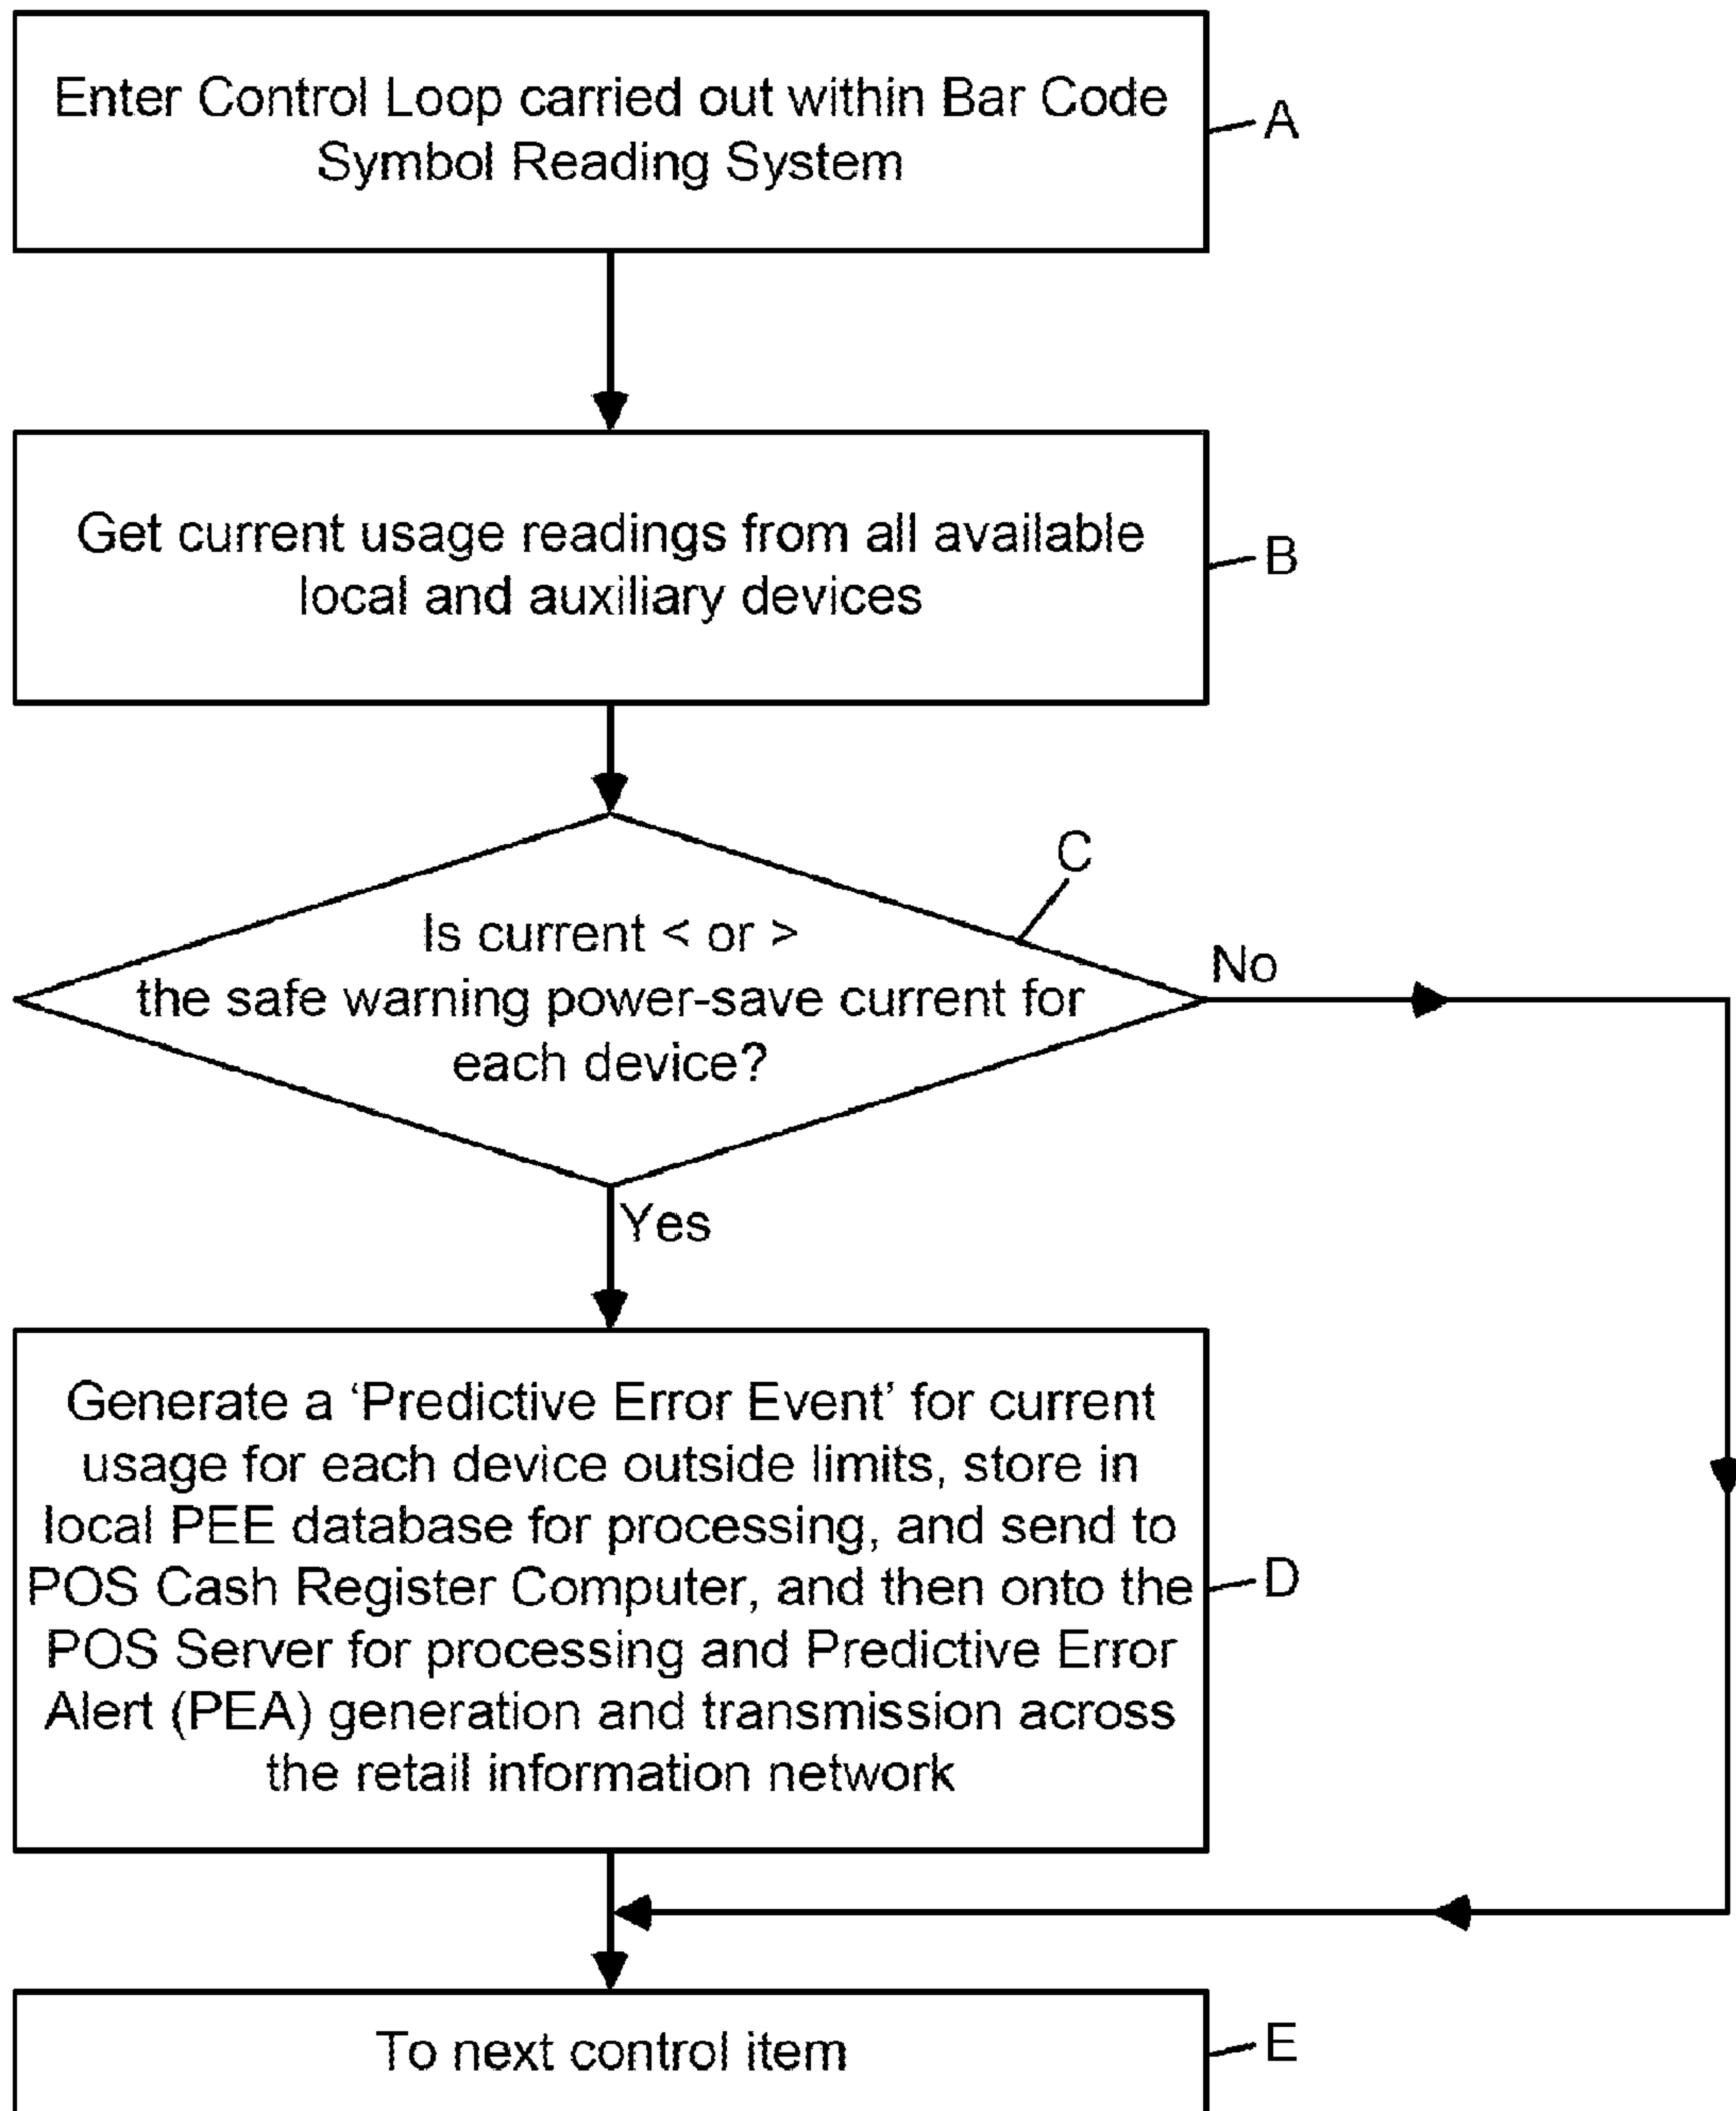 Enter Control Loop carried out within Bar Code
Symbol Reading System
A
Get current usage readings from all available
local and auxiliary devices
B
C
Is current < or >
the safe warning power-save current for
each device?
No
Yes
Generate a ‘Predictive Error Event’ for current
usage for each device outside limits, store in
local PEE database for processing, and send to
POS Cash Register Computer, and then onto the
POS Server for processing and Predictive Error
Alert (PEA) generation and transmission across
the retail information network
D
To next control item
E